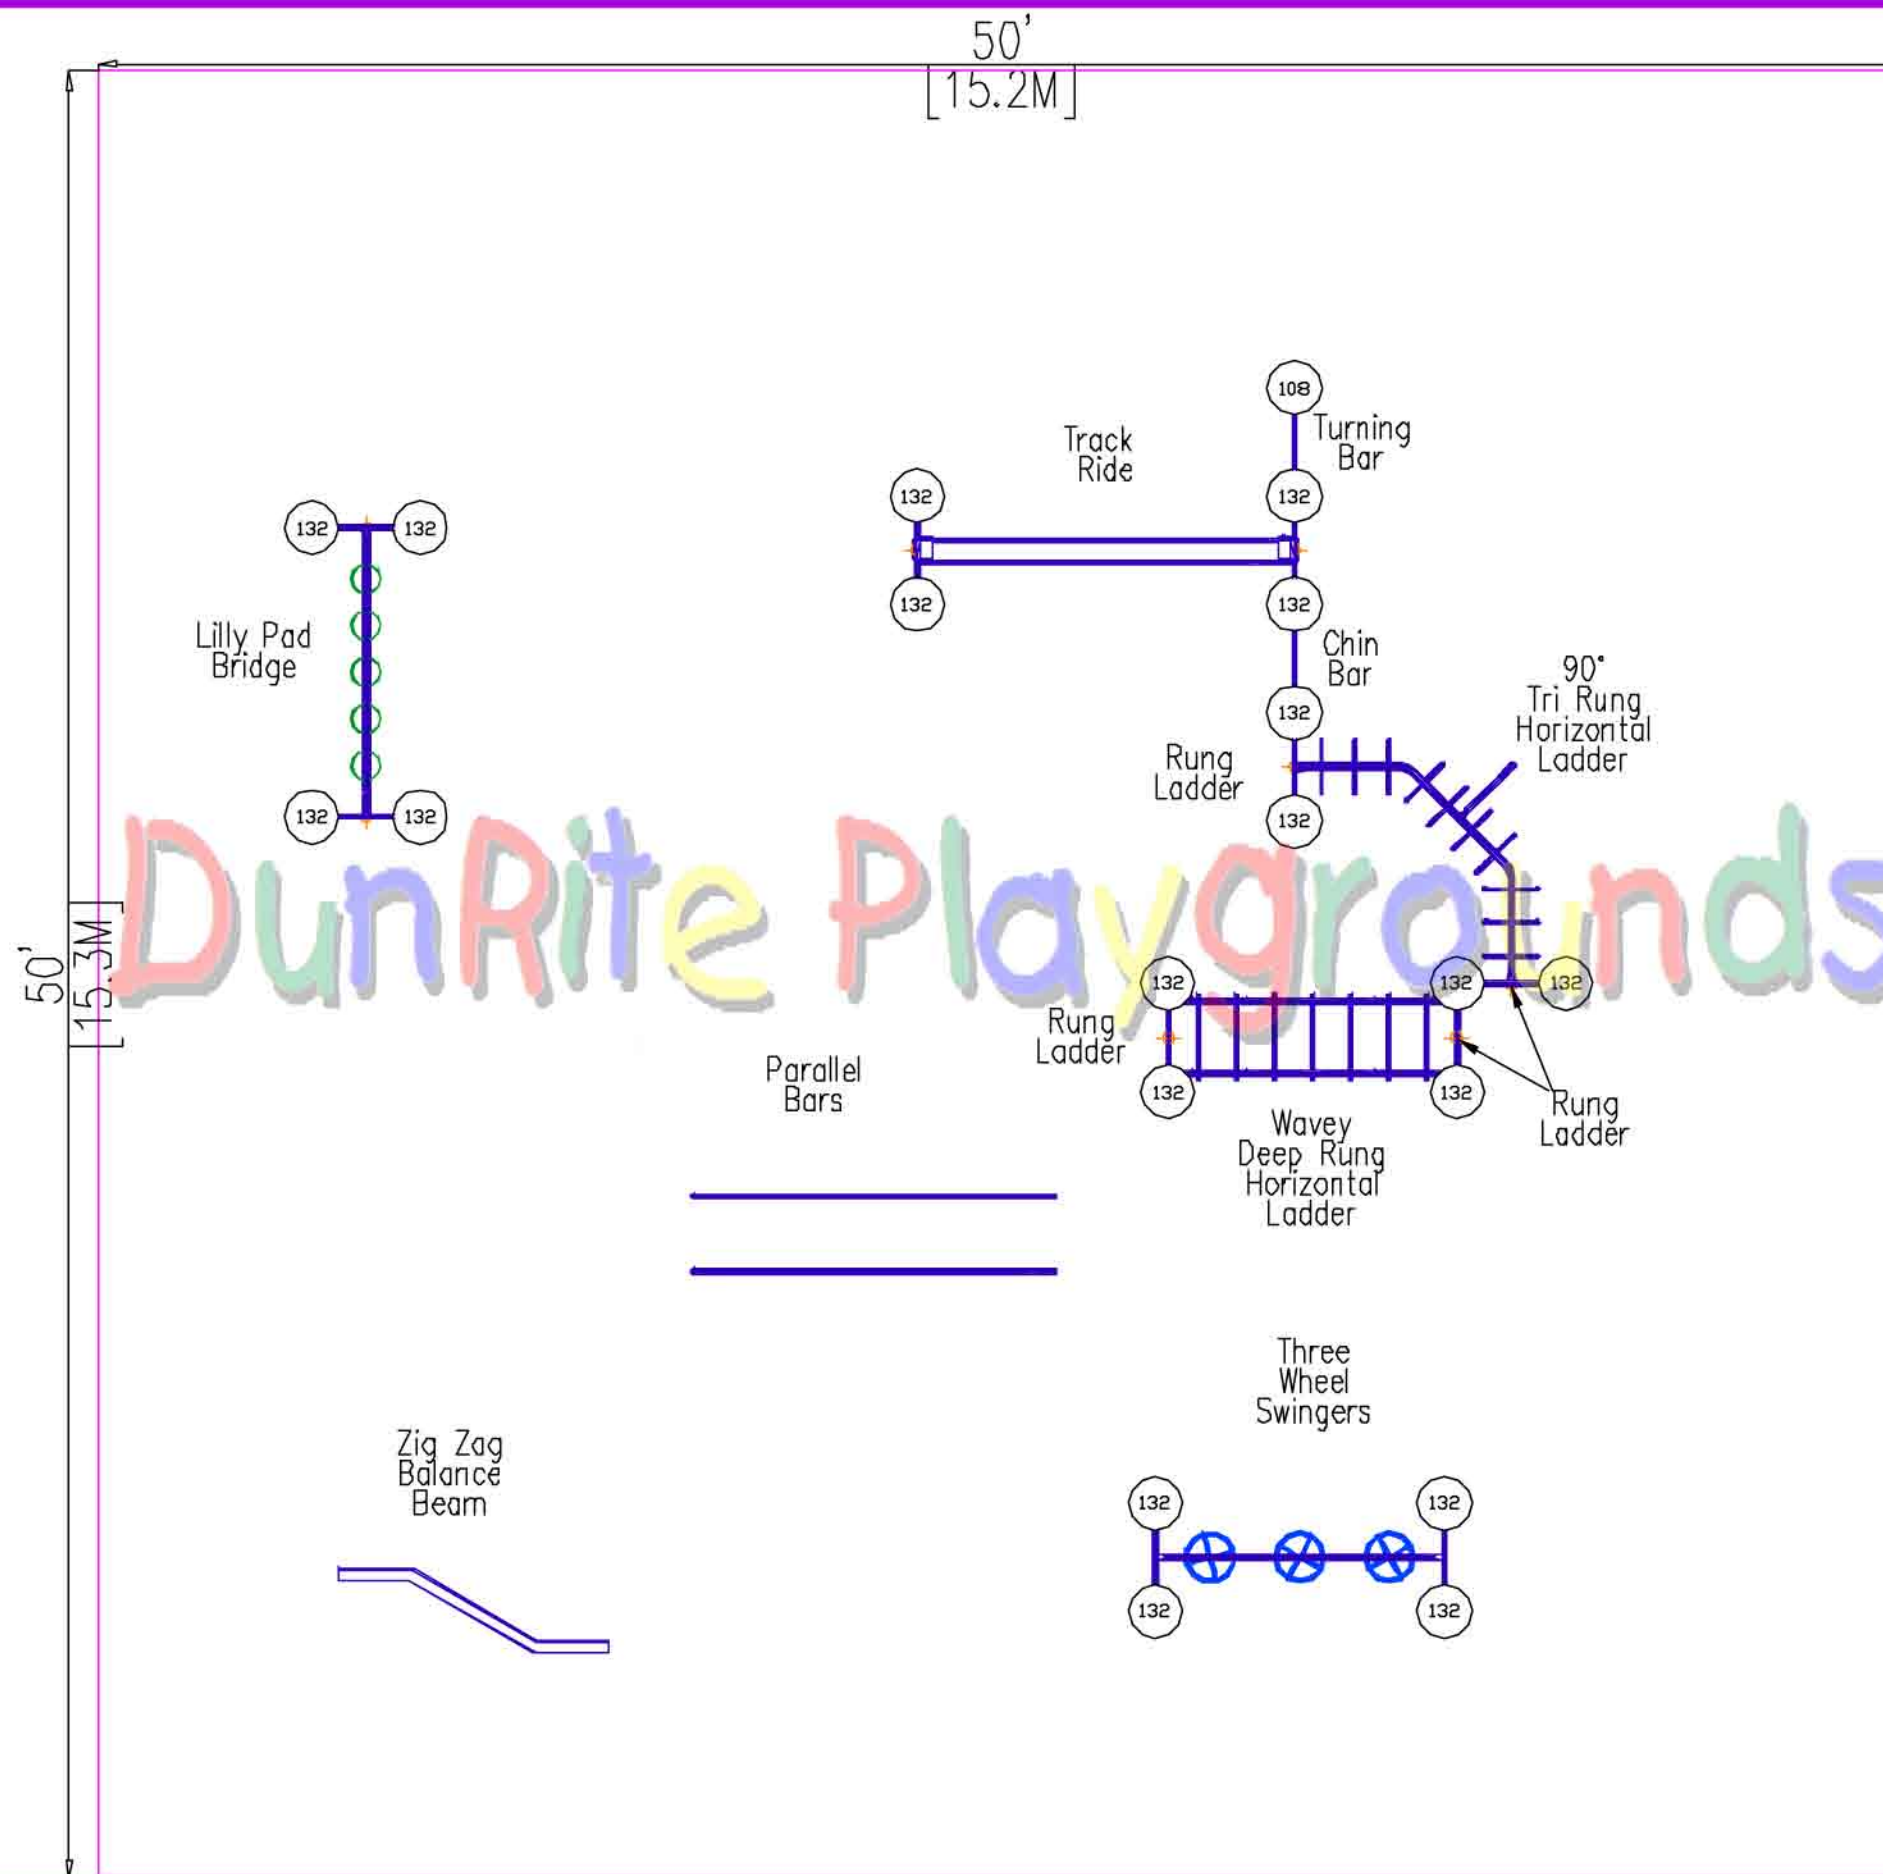 50'
[15.2M]
108
Turning
Bar
Track
Ride
132
132
132
132
Lilly Pad
Bridge
132
132
Chin
Bar
132
90°
Tri Rung
Horizontal
Ladder
Rung
Ladder
132
132
132
DunRite Playgrounds
50'
[15.3M]
132
132
132
Rung
Ladder
Parallel
Bars
132
132
Rung
Ladder
Wavey
Deep Rung
Horizontal
Ladder
Three
Wheel
Swingers
Zig Zag
Balance
Beam
132
132
132
132